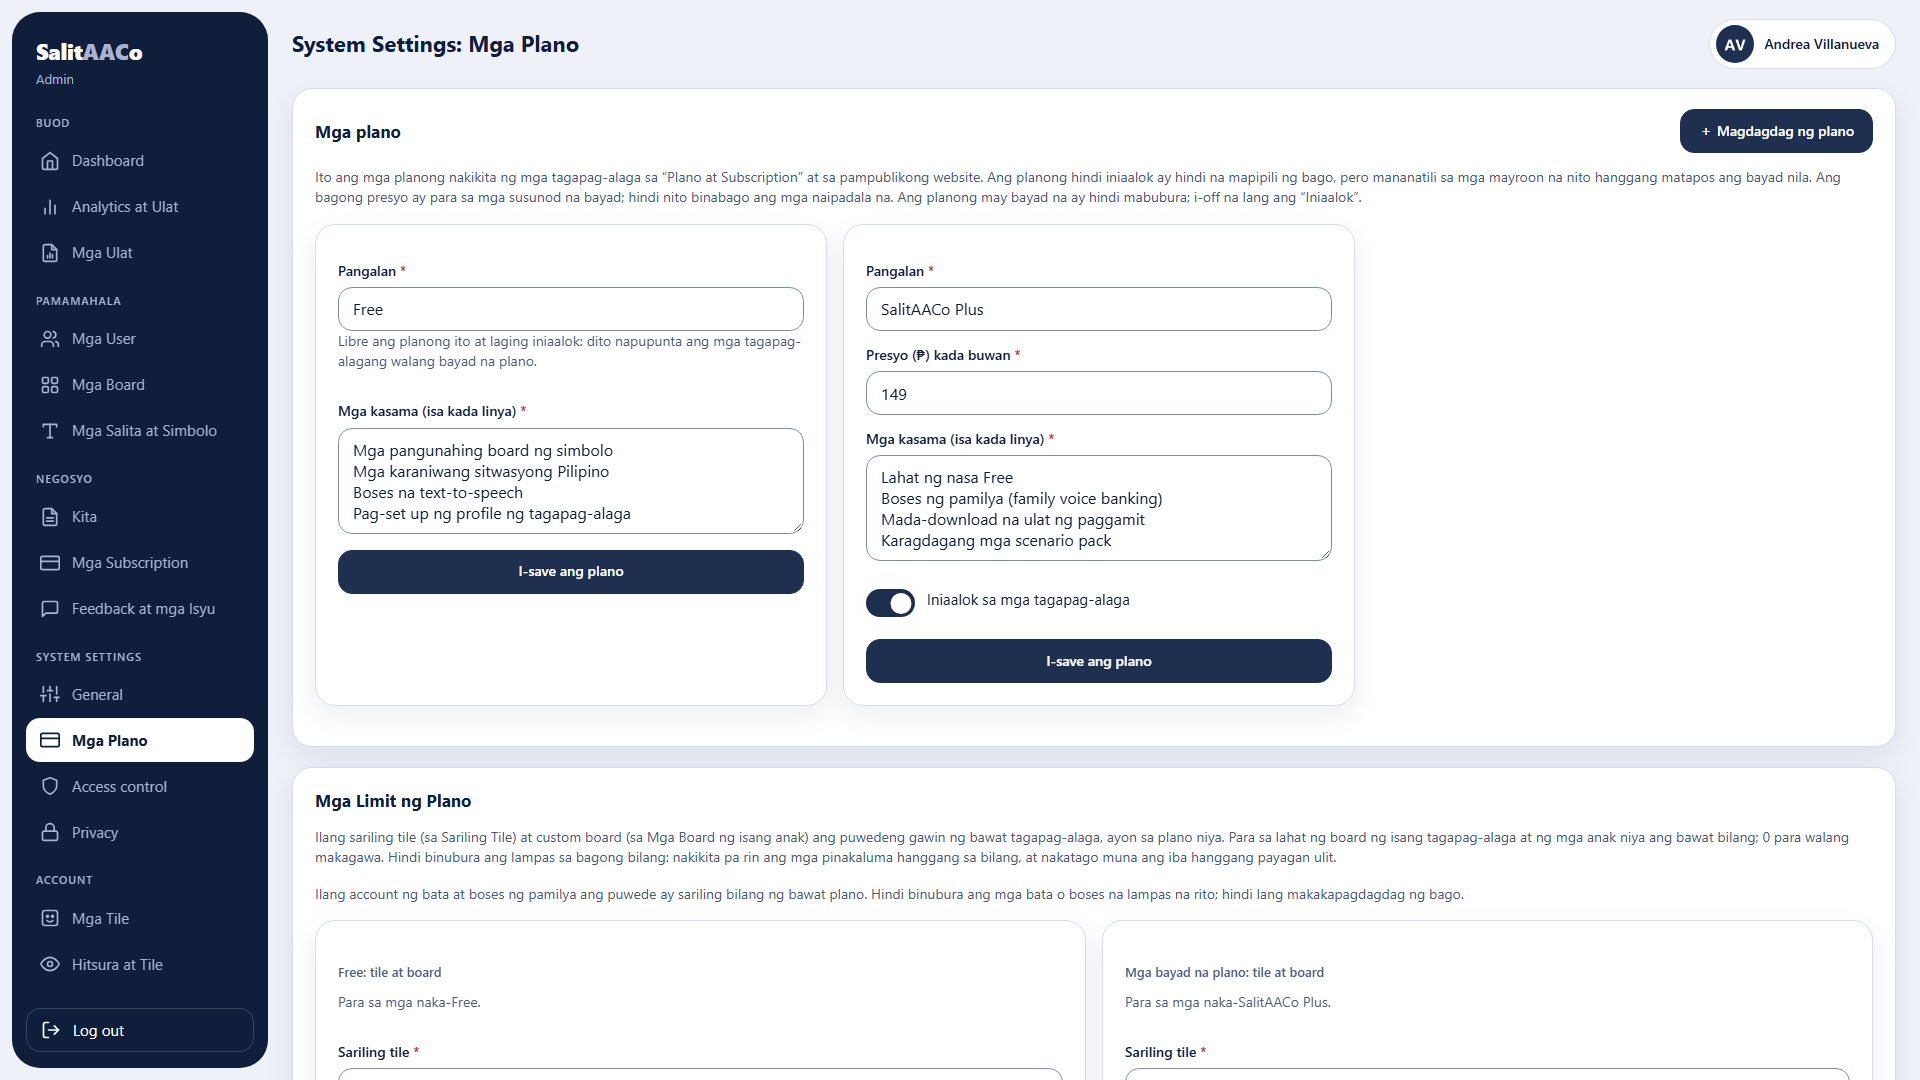 SalitAACo
Admin
BUOD
Dashboard
Analytics at Ulat
Mga Ulat
PAMAMAHALA
Mga User
Mga Board
Mga Salita at Simbolo
NEGOSYO
Kita
Mga Subscription
Feedback at mga Isyu
SYSTEM SETTINGS
General
Mga Plano
Access control
Privacy
ACCOUNT
Mga Tile
Hitsura at Tile
Log out
System Settings: Mga Plano
AV Andrea Villanueva
Mga plano
+ Magdagdag ng plano
Ito ang mga planong nakikita ng mga tagapag-alaga sa “Plano at Subscription” at sa pampublikong website. Ang planong hindi iniaalok ay hindi na mapipili ng bago, pero mananatili sa mga mayroon na nito hanggang matapos ang bayad nila. Ang
bagong presyo ay para sa mga susunod na bayad; hindi nito binabago ang mga naipadala na. Ang planong may bayad na ay hindi mabubura; i-off na lang ang “Iniaalok”.
Pangalan *
Free
Libre ang planong ito at laging iniaalok: dito napupunta ang mga tagapag-
alagang walang bayad na plano.
Mga kasama (isa kada linya) *
Mga pangunahing board ng simbolo
Mga karaniwang sitwasyong Pilipino
Boses na text-to-speech
Pag-set up ng profile ng tagapag-alaga
I-save ang plano
Pangalan *
SalitAACo Plus
Presyo (₱) kada buwan *
149
Mga kasama (isa kada linya) *
Lahat ng nasa Free
Boses ng pamilya (family voice banking)
Mada-download na ulat ng paggamit
Karagdagang mga scenario pack
Iniaalok sa mga tagapag-alaga
I-save ang plano
Mga Limit ng Plano
Ilang sariling tile (sa Sariling Tile) at custom board (sa Mga Board ng isang anak) ang puwedeng gawin ng bawat tagapag-alaga, ayon sa plano niya. Para sa lahat ng board ng isang tagapag-alaga at ng mga anak niya ang bawat bilang; 0 para walang
makagawa. Hindi binubura ang lampas sa bagong bilang: nakikita pa rin ang mga pinakaluma hanggang sa bilang, at nakatago muna ang iba hanggang payagan ulit.
Ilang account ng bata at boses ng pamilya ang puwede ay sariling bilang ng bawat plano. Hindi binubura ang mga bata o boses na lampas na rito; hindi lang makakapagdagdag ng bago.
Free: tile at board
Para sa mga naka-Free.
Sariling tile *
Mga bayad na plano: tile at board
Para sa mga naka-SalitAACo Plus.
Sariling tile *